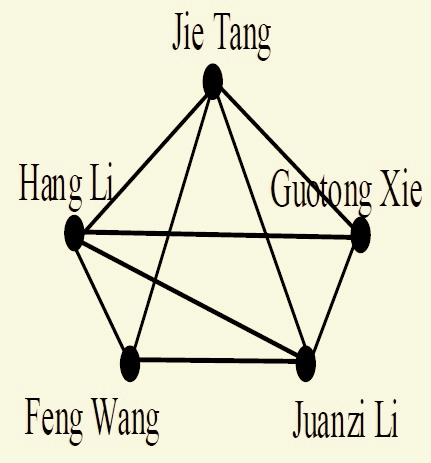 Jie Tang
Hang Li
Guotong Xie
Feng Wang
Juanzi Li